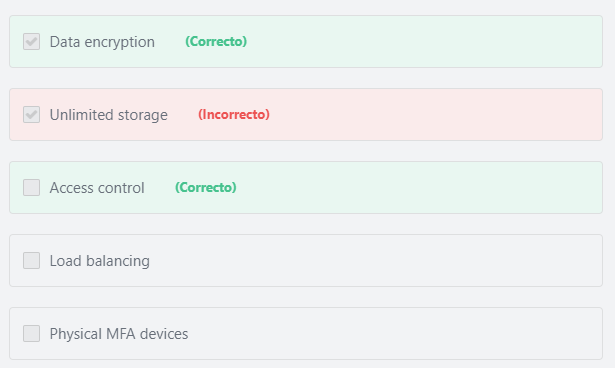 Data encryption (Correcto)
Unlimited storage (Incorrecto)
Access control (Correcto)
Load balancing
Physical MFA devices